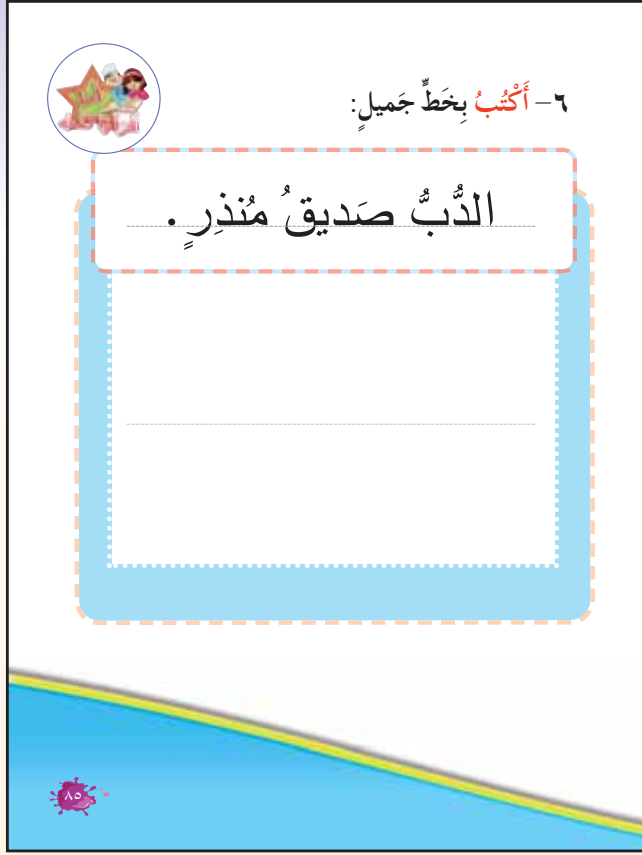 ٦- أَكْتُبُ بِخَطٍّ جَميلٍ:
الدُّبُّ صَديقُ مُنذِرٍ.
٨٥